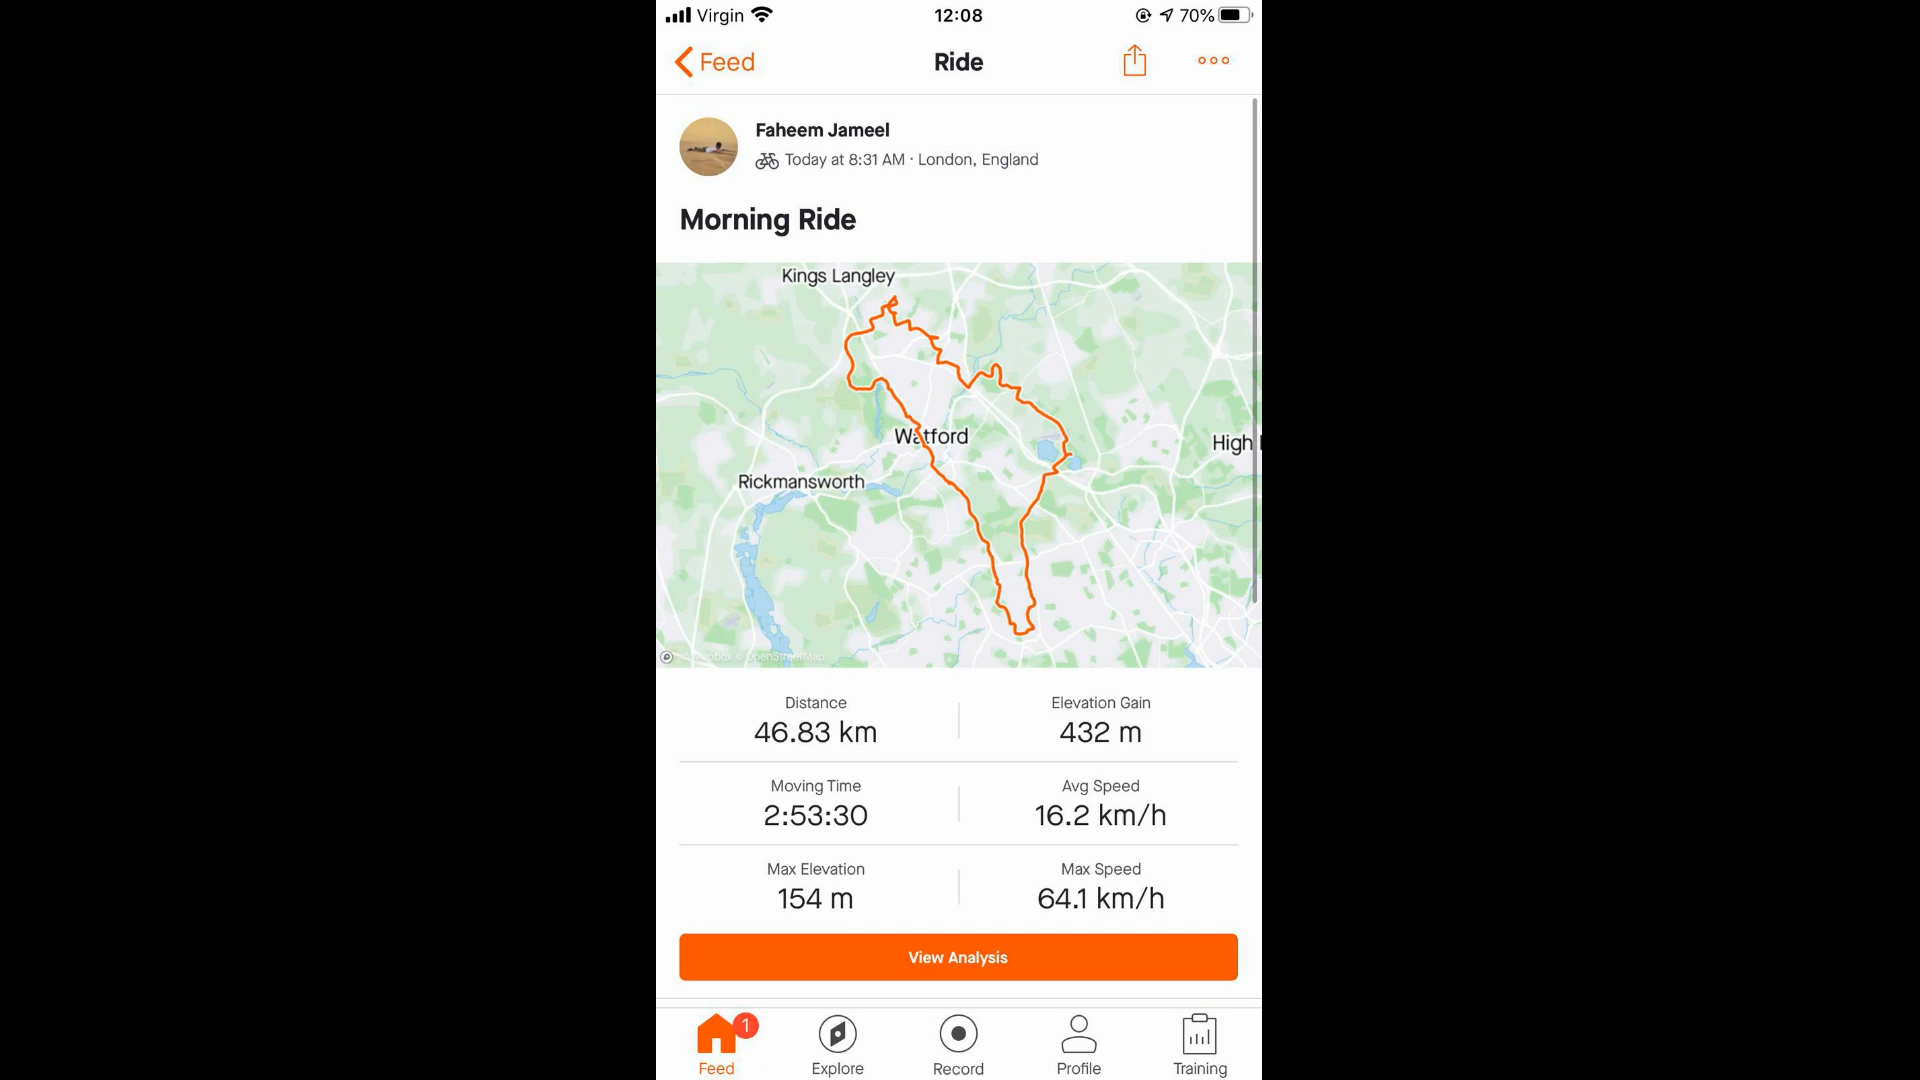 Virgin 12:08 70%
Feed Ride
Faheem Jameel
Today at 8:31 AM · London, England
Morning Ride
Kings Langley
Watford
High
Rickmansworth
OpenStreetMap
Distance Elevation Gain
46.83 km 432 m
Moving Time Avg Speed
2:53:30 16.2 km/h
Max Elevation Max Speed
154 m 64.1 km/h
View Analysis
1
Feed Explore Record Profile Training